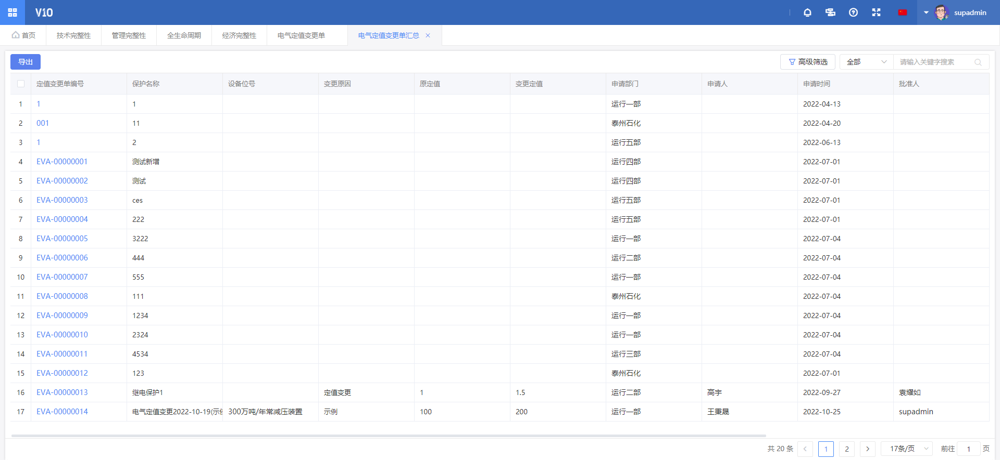 V10 supadmin
首页 技术完整性 管理完整性 全生命周期 经济完整性 电气定值变更单 电气定值变更单汇总
导出 高级筛选 全部 请输入关键字搜索
定值变更单编号 保护名称 设备位号 变更原因 原定值 变更定值 申请部门 申请人 申请时间 批准人
1 1 1 运行一部 2022-04-13
2 001 11 泰州石化 2022-04-20
3 1 2 运行五部 2022-06-13
4 EVA-00000001 测试新增 运行四部 2022-07-01
5 EVA-00000002 测试 运行四部 2022-07-01
6 EVA-00000003 ces 运行五部 2022-07-01
7 EVA-00000004 222 运行五部 2022-07-01
8 EVA-00000005 3222 运行一部 2022-07-04
9 EVA-00000006 444 运行二部 2022-07-04
10 EVA-00000007 555 运行一部 2022-07-04
11 EVA-00000008 111 泰州石化 2022-07-04
12 EVA-00000009 1234 运行一部 2022-07-04
13 EVA-00000010 2324 运行一部 2022-07-04
14 EVA-00000011 4534 运行三部 2022-07-04
15 EVA-00000012 123 泰州石化 2022-07-01
16 EVA-00000013 继电保护1 定值变更 1 1.5 运行二部 高宇 2022-09-27 袁耀如
17 EVA-00000014 电气定值变更2022-10-19(示例 300万吨/年常减压装置 示例 100 200 运行一部 王秉晟 2022-10-25 supadmin
共 20 条 1 2 17条/页 前往 1 页